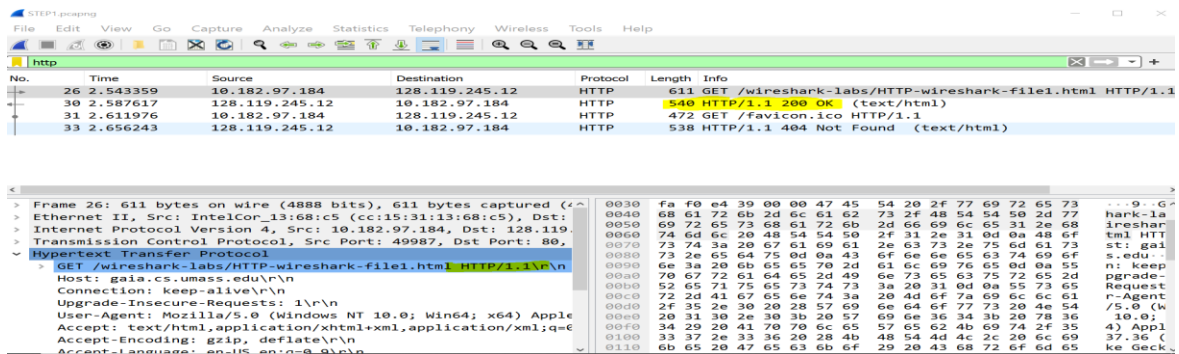 STEP1.pcapng
File Edit View Go Capture Analyze Statistics Telephony Wireless Tools Help
http
No. Time Source Destination Protocol Length Info
26 2.543359 10.182.97.184 128.119.245.12 HTTP 611 GET /wireshark-labs/HTTP-wireshark-file1.html HTTP/1.1
30 2.587617 128.119.245.12 10.182.97.184 HTTP 540 HTTP/1.1 200 OK (text/html)
31 2.611976 10.182.97.184 128.119.245.12 HTTP 472 GET /favicon.ico HTTP/1.1
33 2.656243 128.119.245.12 10.182.97.184 HTTP 538 HTTP/1.1 404 Not Found (text/html)
Frame 26: 611 bytes on wire (4888 bits), 611 bytes captured (4
Ethernet II, Src: IntelCor_13:68:c5 (cc:15:31:13:68:c5), Dst:
Internet Protocol Version 4, Src: 10.182.97.184, Dst: 128.119.
Transmission Control Protocol, Src Port: 49987, Dst Port: 80,
Hypertext Transfer Protocol
GET /wireshark-labs/HTTP-wireshark-file1.html HTTP/1.1\r\n
Host: gaia.cs.umass.edu\r\n
Connection: keep-alive\r\n
Upgrade-Insecure-Requests: 1\r\n
User-Agent: Mozilla/5.0 (Windows NT 10.0; Win64; x64) Apple
Accept: text/html,application/xhtml+xml,application/xml;q=0
Accept-Encoding: gzip, deflate\r\n
Accept-Language: en-US,en;q=0.9\r\n
0030 fa f0 e4 39 00 00 47 45 54 20 2f 77 69 72 65 73 ···9··G
0040 68 61 72 6b 2d 6c 61 62 73 2f 48 54 54 50 2d 77 hark-la
0050 69 72 65 73 68 61 72 6b 2d 66 69 6c 65 31 2e 68 ireshar
0060 74 6d 6c 20 48 54 54 50 2f 31 2e 31 0d 0a 48 6f tml HTT
0070 73 74 3a 20 67 61 69 61 2e 63 73 2e 75 6d 61 73 st: gai
0080 73 2e 65 64 75 0d 0a 43 6f 6e 6e 65 63 74 69 6f s.edu··
0090 6e 3a 20 6b 65 65 70 2d 61 6c 69 76 65 0d 0a 55 n: keep
00a0 70 67 72 61 64 65 2d 49 6e 73 65 63 75 72 65 2d pgrade-
00b0 52 65 71 75 65 73 74 73 3a 20 31 0d 0a 55 73 65 Request
00c0 72 2d 41 67 65 6e 74 3a 20 4d 6f 7a 69 6c 6c 61 r-Agent
00d0 2f 35 2e 30 20 28 57 69 6e 64 6f 77 73 20 4e 54 /5.0 (W
00e0 20 31 30 2e 30 3b 20 57 69 6e 36 34 3b 20 78 36 10.0;
00f0 34 29 20 41 70 70 6c 65 57 65 62 4b 69 74 2f 35 4) Appl
0100 33 37 2e 33 36 20 28 4b 48 54 4d 4c 2c 20 6c 69 37.36 (
0110 6b 65 20 47 65 63 6b 6f 29 20 43 68 72 6f 6d 65 ke Geck